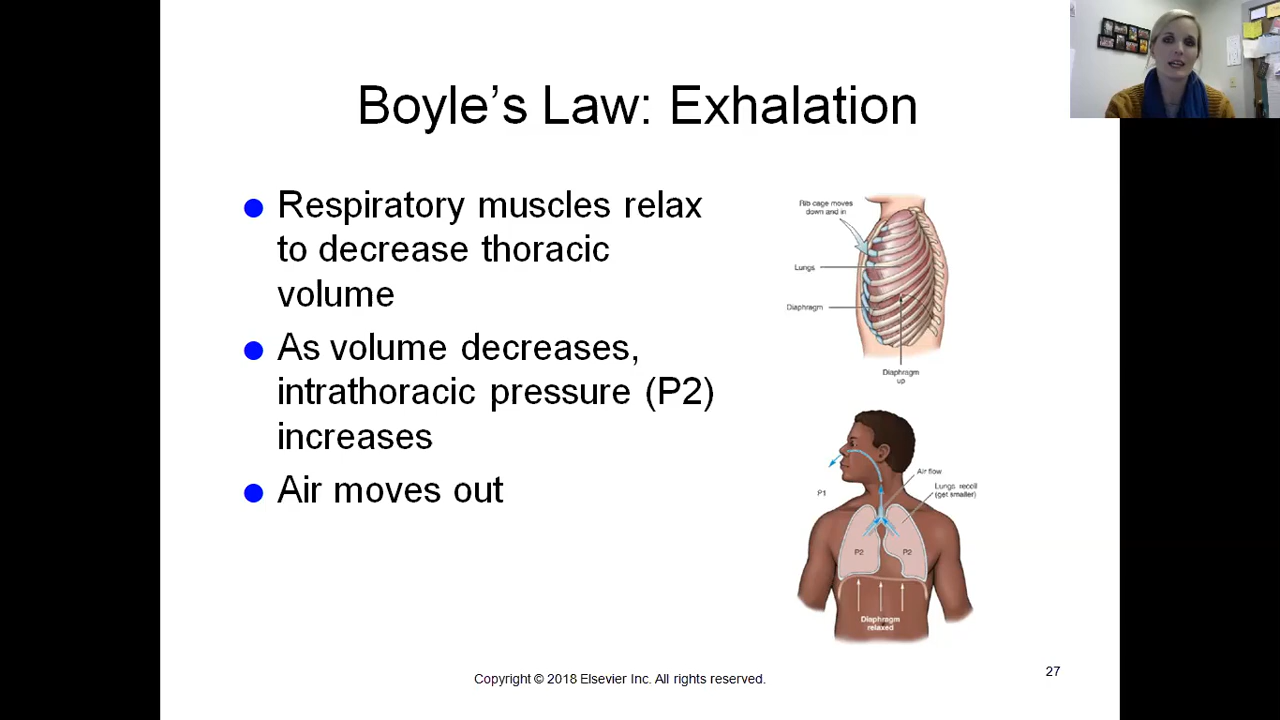 Boyle's Law: Exhalation
Respiratory muscles relax
to decrease thoracic
volume
As volume decreases,
intrathoracic pressure (P2)
increases
Air moves out
Rib cage moves
down and in
Lungs
Diaphragm
Diaphragm
up
Air flow
Lungs recoil
(get smaller)
P1
P2
P2
Diaphragm
relaxed
Copyright © 2018 Elsevier Inc. All rights reserved.
27